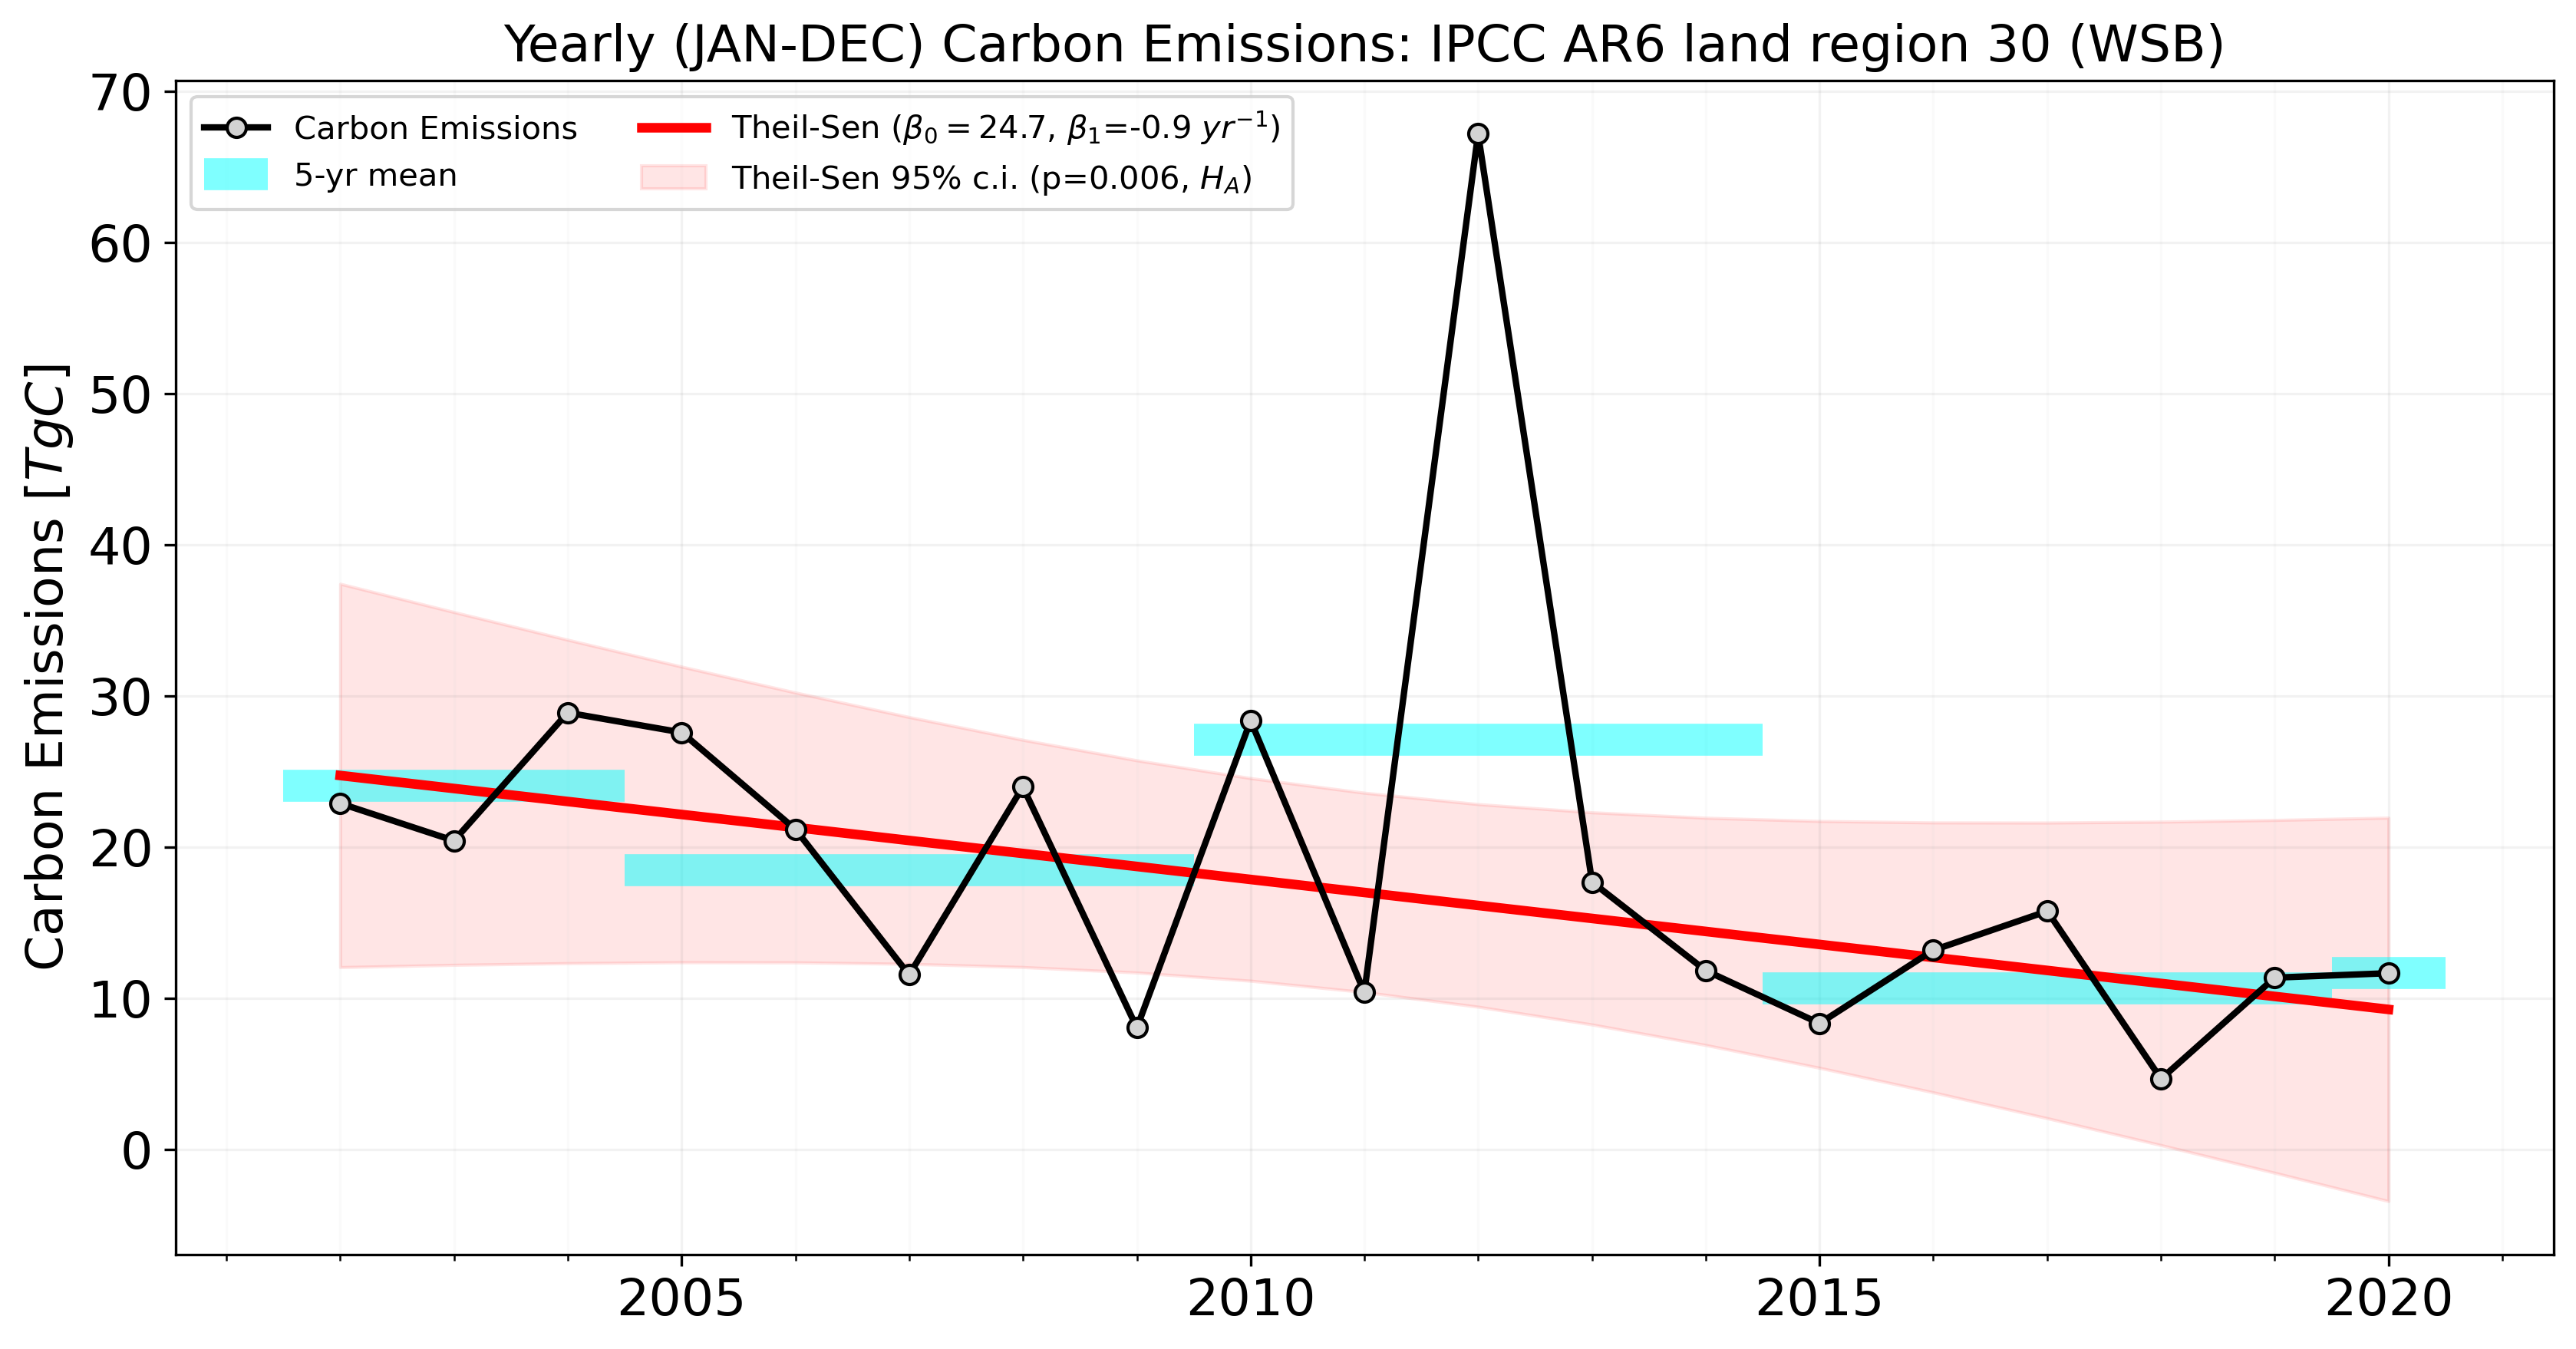 Yearly (JAN-DEC) Carbon Emissions: IPCC AR6 land region 30 (WSB)
Carbon Emissions
5-yr mean
Theil-Sen (β₀ = 24.7, β₁=-0.9 yr⁻¹)
Theil-Sen 95% c.i. (p=0.006, H_A)
Carbon Emissions [TgC]
70
60
50
40
30
20
10
0
2005 2010 2015 2020